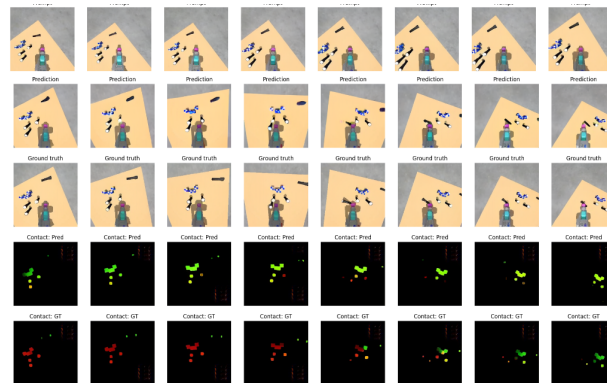 Prediction Prediction Prediction Prediction Prediction Prediction Prediction Prediction
Ground truth Ground truth Ground truth Ground truth Ground truth Ground truth Ground truth Ground truth
Contact: Pred Contact: Pred Contact: Pred Contact: Pred Contact: Pred Contact: Pred Contact: Pred Contact: Pred
Contact: GT Contact: GT Contact: GT Contact: GT Contact: GT Contact: GT Contact: GT Contact: GT